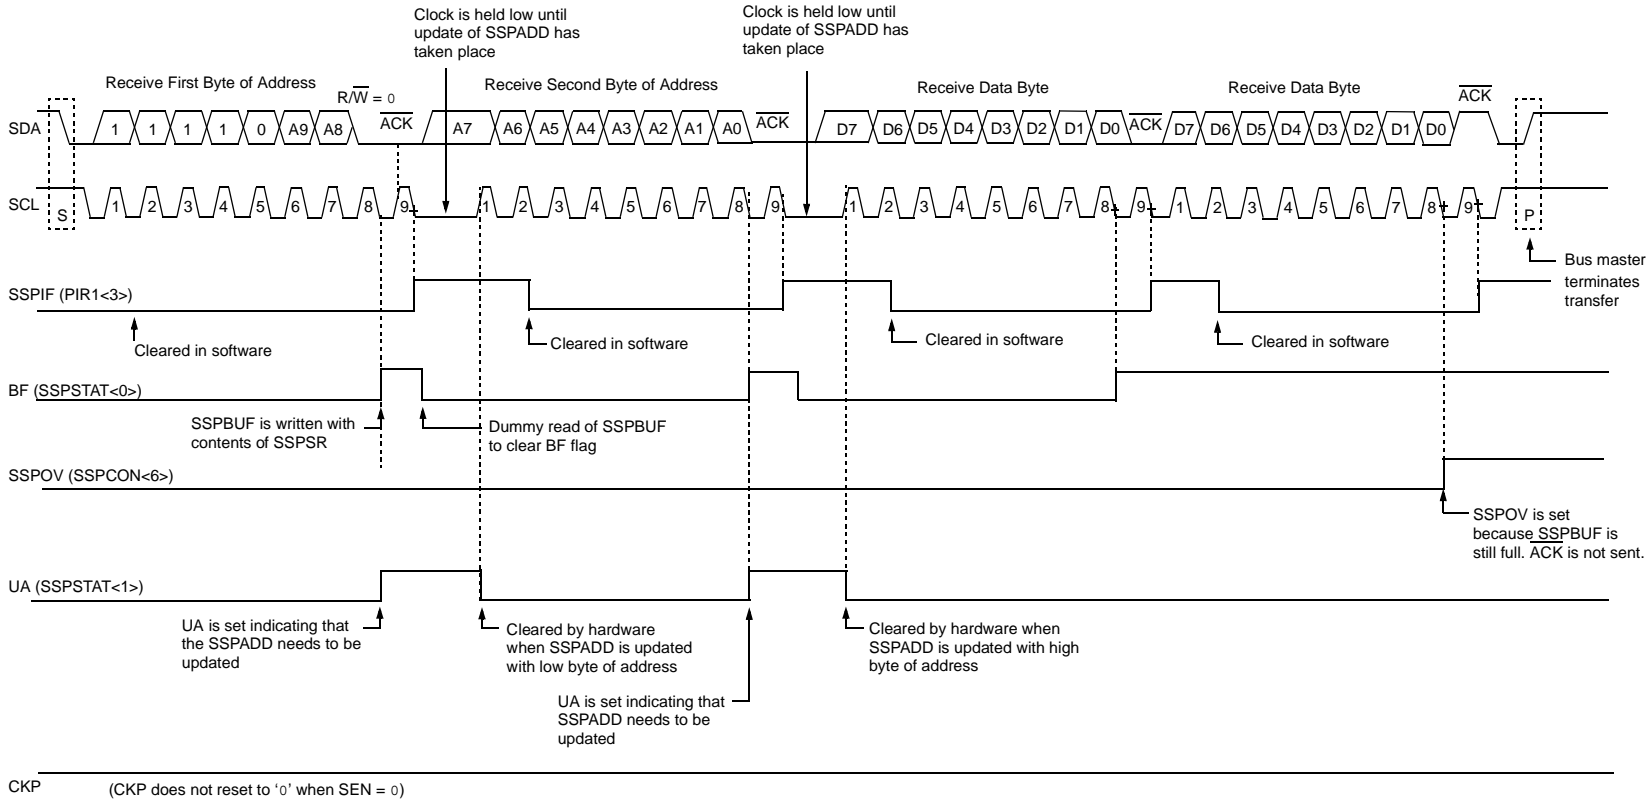 Clock is held low until
update of SSPADD has
taken place
Clock is held low until
update of SSPADD has
taken place
Receive First Byte of Address
R/W = 0
ACK
Receive Second Byte of Address
ACK
Receive Data Byte
ACK
Receive Data Byte
ACK
SDA
1 1 1 1 0 A9 A8
A7 A6 A5 A4 A3 A2 A1 A0
D7 D6 D5 D4 D3 D2 D1 D0
D7 D6 D5 D4 D3 D2 D1 D0
SCL
S
1 2 3 4 5 6 7 8 9
1 2 3 4 5 6 7 8 9
1 2 3 4 5 6 7 8 9
1 2 3 4 5 6 7 8 9
P
Bus master
terminates
transfer
SSPIF (PIR1<3>)
Cleared in software
Cleared in software
Cleared in software
Cleared in software
BF (SSPSTAT<0>)
SSPBUF is written with
contents of SSPSR
Dummy read of SSPBUF
to clear BF flag
SSPOV (SSPCON<6>)
SSPOV is set
because SSPBUF is
still full. ACK is not sent.
UA (SSPSTAT<1>)
UA is set indicating that
the SSPADD needs to be
updated
Cleared by hardware
when SSPADD is updated
with low byte of address
UA is set indicating that
SSPADD needs to be
updated
Cleared by hardware when
SSPADD is updated with high
byte of address
CKP
(CKP does not reset to ‘0’ when SEN = 0)